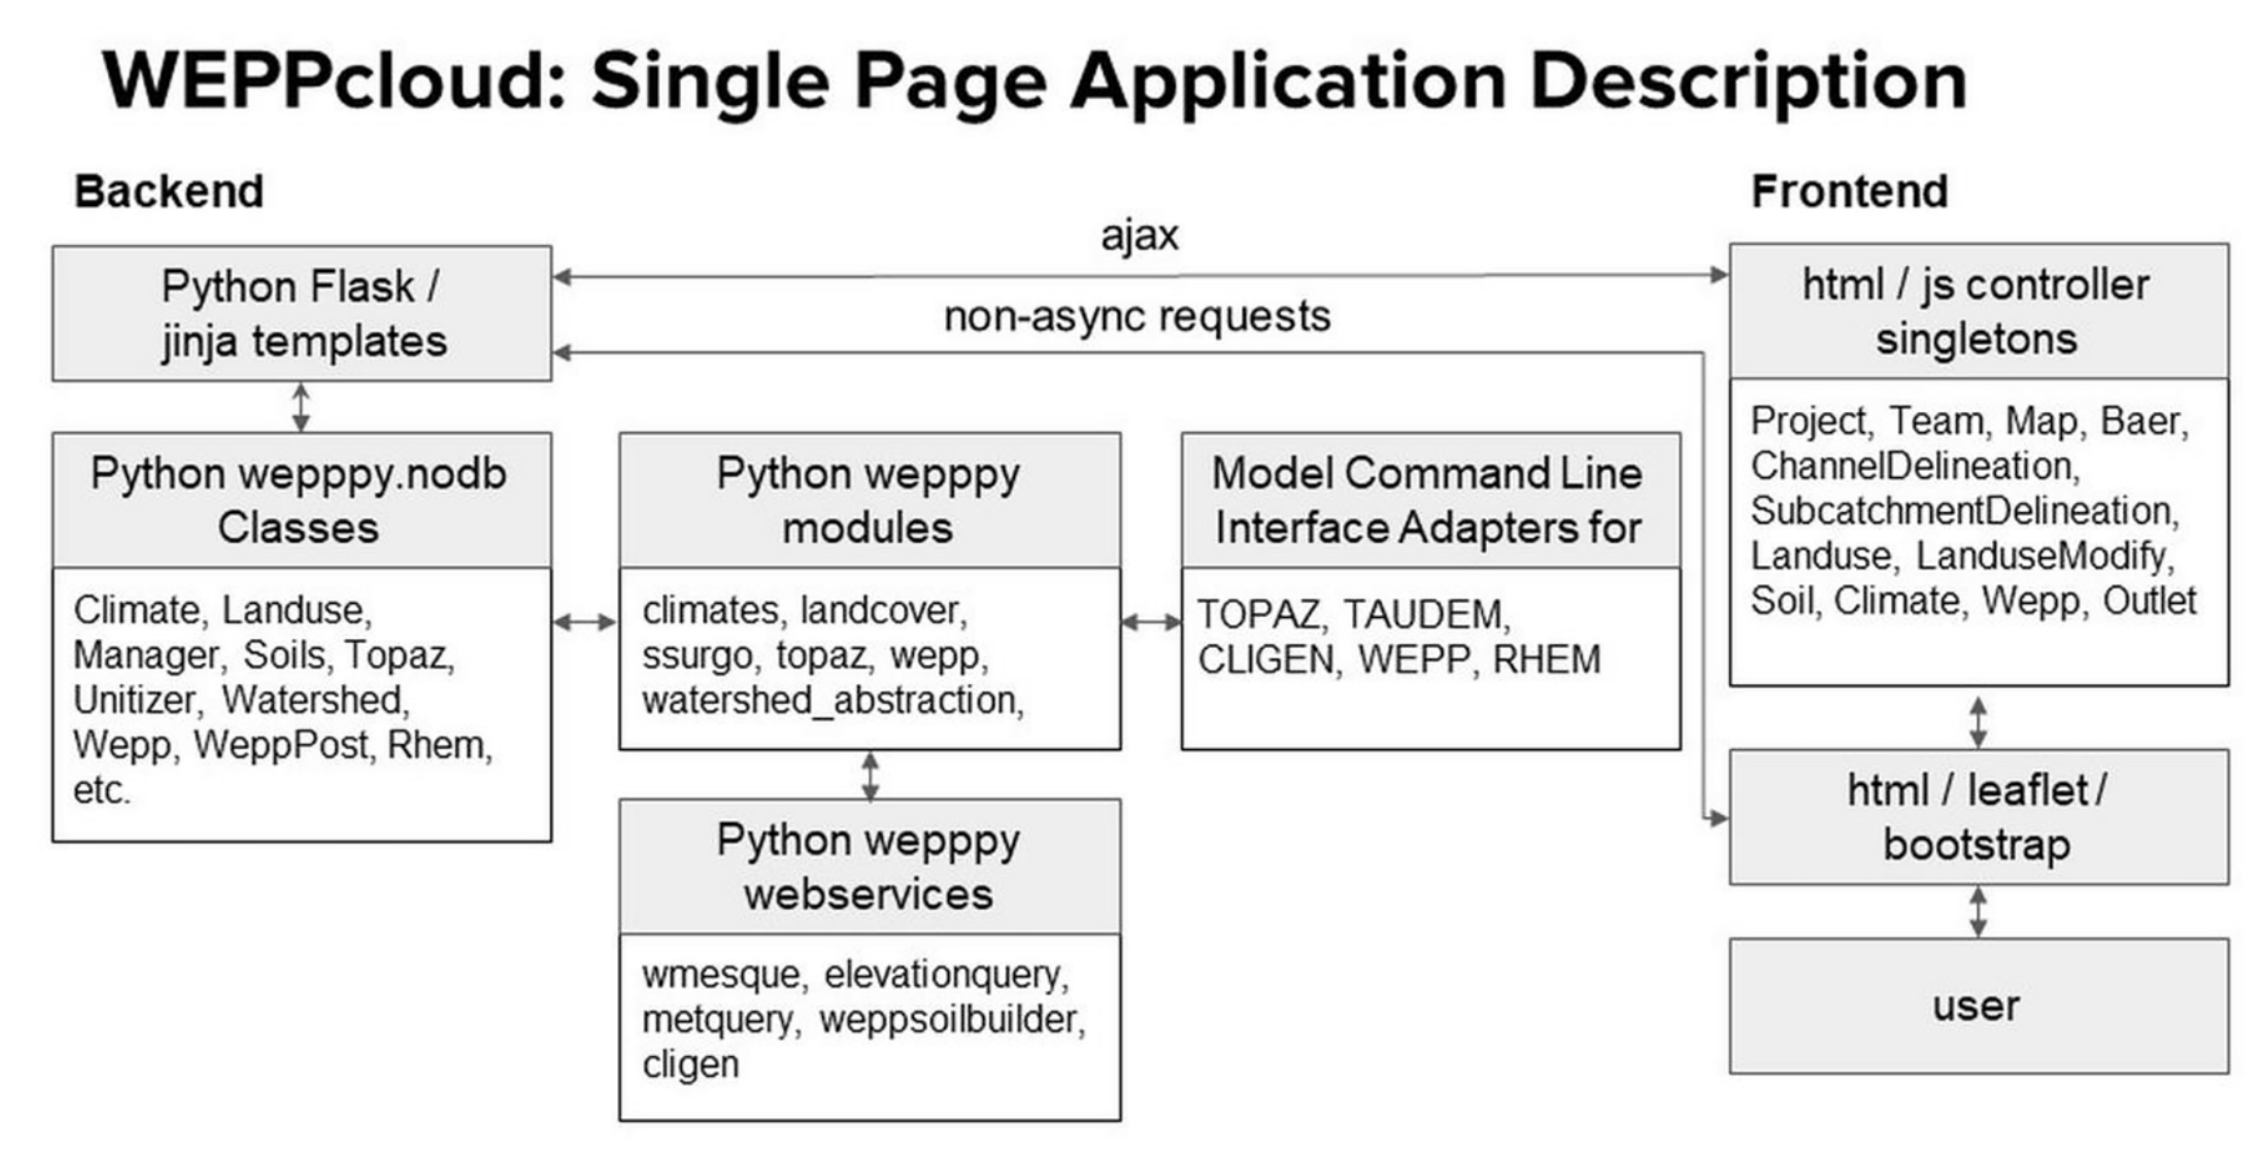 WEPPcloud: Single Page Application Description
Backend
Frontend
ajax
non-async requests
Python Flask /
jinja templates
Python wepppy.nodb
Classes
Climate, Landuse,
Manager, Soils, Topaz,
Unitizer, Watershed,
Wepp, WeppPost, Rhem,
etc.
Python wepppy
modules
climates, landcover,
ssurgo, topaz, wepp,
watershed_abstraction,
Python wepppy
webservices
wmesque, elevationquery,
metquery, weppsoilbuilder,
cligen
Model Command Line
Interface Adapters for
TOPAZ, TAUDEM,
CLIGEN, WEPP, RHEM
html / js controller
singletons
Project, Team, Map, Baer,
ChannelDelineation,
SubcatchmentDelineation,
Landuse, LanduseModify,
Soil, Climate, Wepp, Outlet
html / leaflet /
bootstrap
user